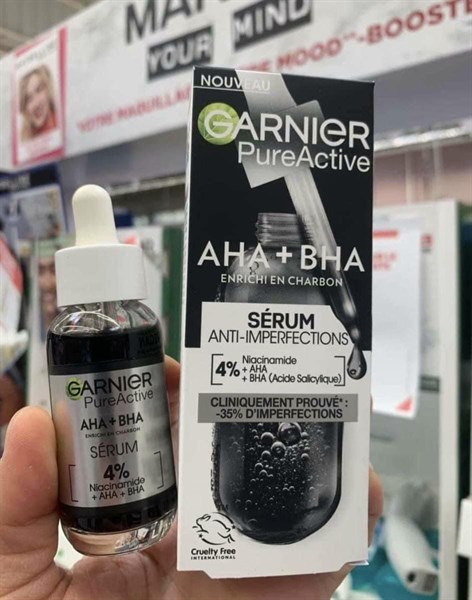 YOUR MIND
E MOOD"-BOOST
NOUVEAU
GARNIER
PureActive
AHA + BHA
ENRICHI EN CHARBON
SÉRUM
ANTI-IMPERFECTIONS
4% Niacinamide
+ AHA
+ BHA (Acide Salicylique)
CLINIQUEMENT PROUVÉ* :
-35% D'IMPERFECTIONS
Cruelty Free
INTERNATIONAL
GARNIER
PureActive
AHA + BHA
ENRICHI EN CHARBON
SÉRUM
4%
Niacinamide
+ AHA + BHA